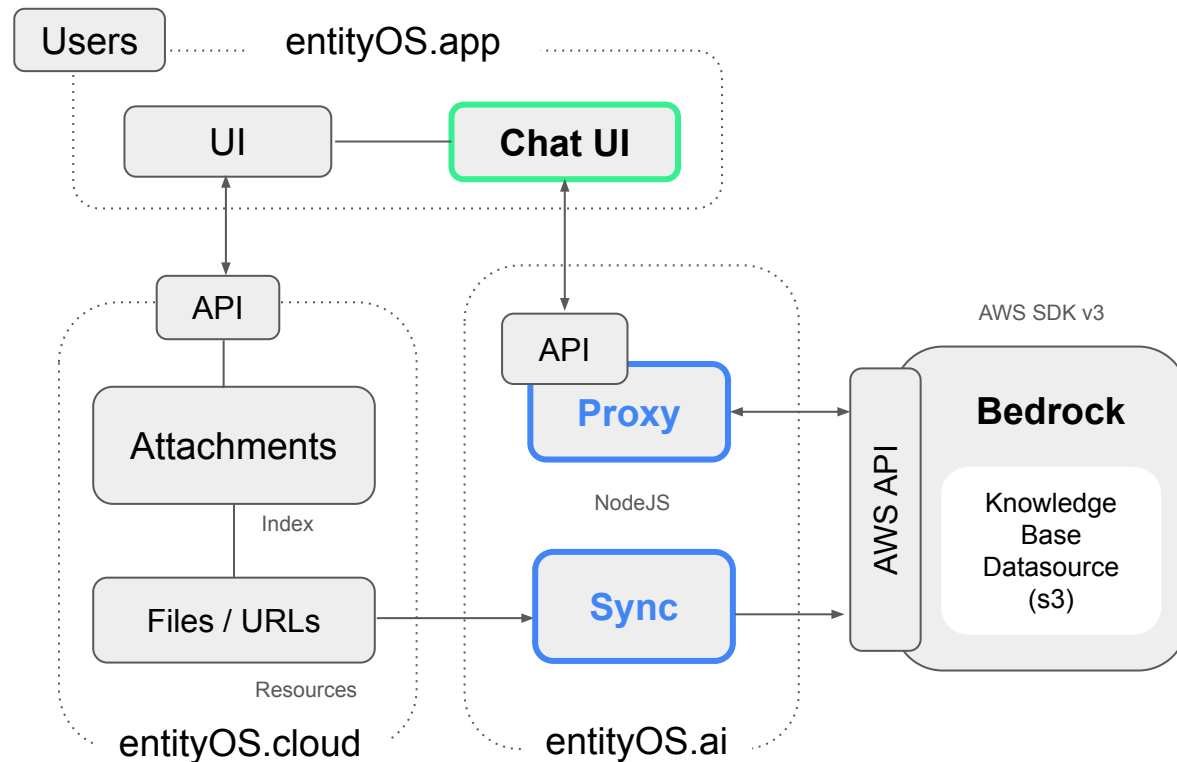 Users
entityOS.app
UI
Chat UI
API
API
AWS SDK v3
Attachments
Proxy
Bedrock
Index
NodeJS
AWS API
Knowledge
Base
Datasource
(s3)
Files / URLs
Sync
Resources
entityOS.cloud
entityOS.ai